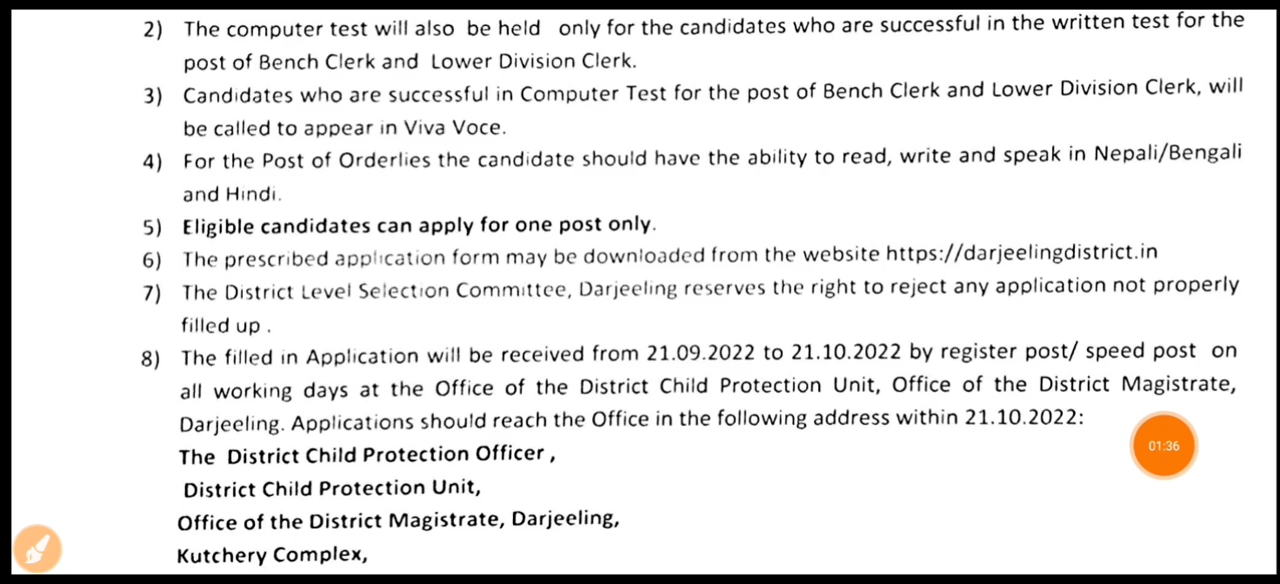 2) The computer test will also be held only for the candidates who are successful in the written test for the
post of Bench Clerk and Lower Division Clerk.
3) Candidates who are successful in Computer Test for the post of Bench Clerk and Lower Division Clerk, will
be called to appear in Viva Voce.
4) For the Post of Orderlies the candidate should have the ability to read, write and speak in Nepali/Bengali
and Hindi.
5) Eligible candidates can apply for one post only.
6) The prescribed application form may be downloaded from the website https://darjeelingdistrict.in
7) The District Level Selection Committee, Darjeeling reserves the right to reject any application not properly
filled up .
8) The filled in Application will be received from 21.09.2022 to 21.10.2022 by register post/ speed post on
all working days at the Office of the District Child Protection Unit, Office of the District Magistrate,
Darjeeling. Applications should reach the Office in the following address within 21.10.2022:
01:36
The District Child Protection Officer ,
District Child Protection Unit,
Office of the District Magistrate, Darjeeling,
Kutchery Complex,